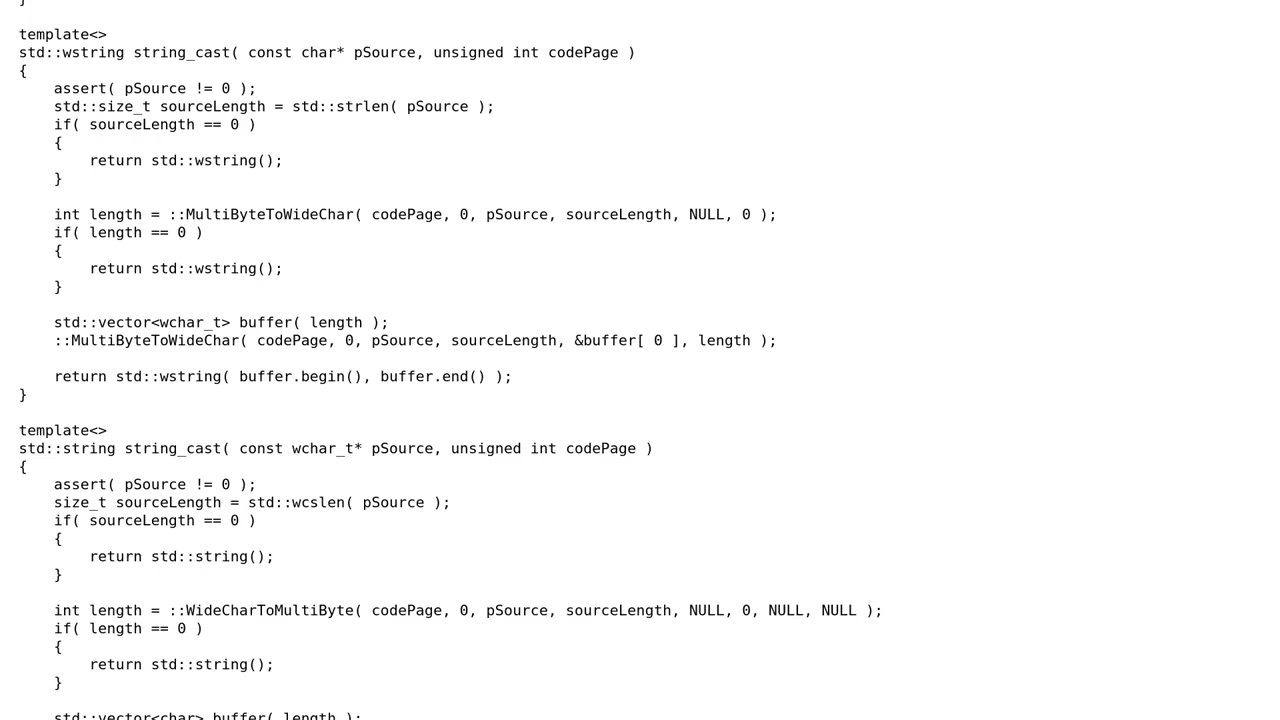 }
template<>
std::wstring string_cast( const char* pSource, unsigned int codePage )
{
    assert( pSource != 0 );
    std::size_t sourceLength = std::strlen( pSource );
    if( sourceLength == 0 )
    {
        return std::wstring();
    }

    int length = ::MultiByteToWideChar( codePage, 0, pSource, sourceLength, NULL, 0 );
    if( length == 0 )
    {
        return std::wstring();
    }

    std::vector<wchar_t> buffer( length );
    ::MultiByteToWideChar( codePage, 0, pSource, sourceLength, &buffer[ 0 ], length );

    return std::wstring( buffer.begin(), buffer.end() );
}

template<>
std::string string_cast( const wchar_t* pSource, unsigned int codePage )
{
    assert( pSource != 0 );
    size_t sourceLength = std::wcslen( pSource );
    if( sourceLength == 0 )
    {
        return std::string();
    }

    int length = ::WideCharToMultiByte( codePage, 0, pSource, sourceLength, NULL, 0, NULL, NULL );
    if( length == 0 )
    {
        return std::string();
    }

    std::vector<char> buffer( length );